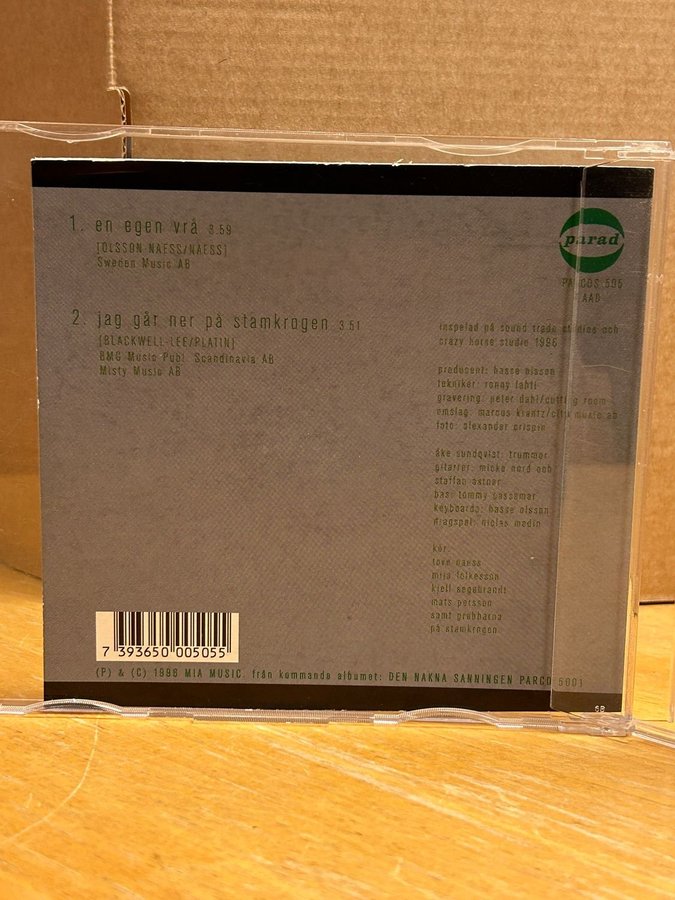 1. en egen vrå 3.59
[OLSSON NAESS/NAESS]
Sweden Music AB
2. jag går ner på stamkrogen 3.51
[BLACKWELL-LEE/PLATIN]
BMG Music Publ. Scandinavia AB
Misty Music AB
parad
PARCDS 505
AAD
inspelad på sound trade studios och
crazy horse studio 1996
producent: hasse olsson
tekniker: ronny lahti
gravering: peter dahl/cutting room
omslag: marcus krantz/cita music ab
foto: alexander crispin
åke sundqvist: trummor
gitarrer: micke nord och
staffan astner
bas: tommy cassemar
keyboards: hasse olsson
dragspel: niclas medin
kör
tove naess
mija folkesson
kjell segebrandt
mats persson
samt grabbarna
på stamkrogen
7 393650 005055
(P) & (C) 1996 MIA MUSIC. från kommande albumet: DEN NAKNA SANNINGEN PARCD 5001